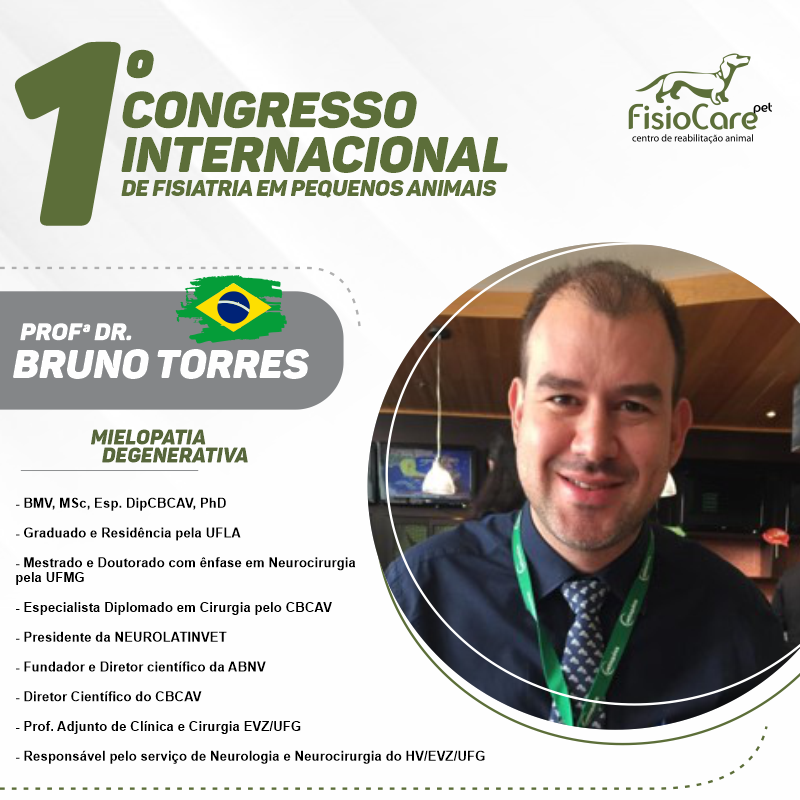 1º
CONGRESSO
INTERNACIONAL
DE FISIATRIA EM PEQUENOS ANIMAIS
FisioCare pet
centro de reabilitação animal
PROFª DR.
BRUNO TORRES
MIELOPATIA
DEGENERATIVA
- BMV, MSc, Esp. DipCBCAV, PhD
- Graduado e Residência pela UFLA
- Mestrado e Doutorado com ênfase em Neurocirurgia
pela UFMG
- Especialista Diplomado em Cirurgia pelo CBCAV
- Presidente da NEUROLATINVET
- Fundador e Diretor científico da ABNV
- Diretor Científico do CBCAV
- Prof. Adjunto de Clínica e Cirurgia EVZ/UFG
- Responsável pelo serviço de Neurologia e Neurocirurgia do HV/EVZ/UFG